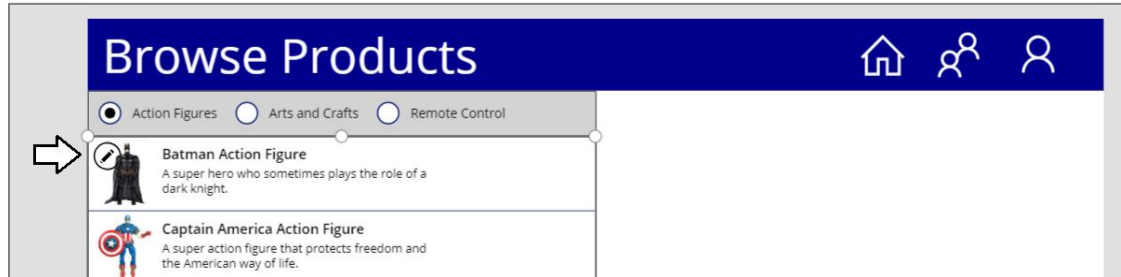 Browse Products
Action Figures Arts and Crafts Remote Control
Batman Action Figure
A super hero who sometimes plays the role of a
dark knight.
Captain America Action Figure
A super action figure that protects freedom and
the American way of life.